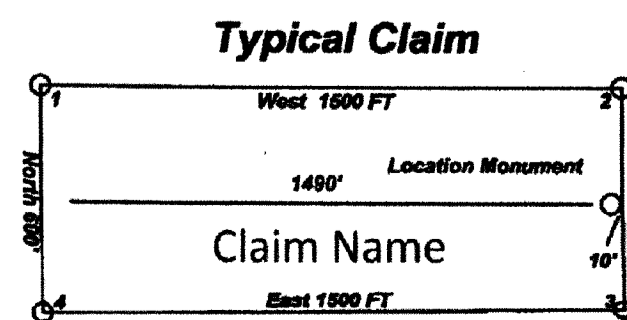 Typical Claim
1 2
West 1500 FT
North 600'
Location Monument
1490'
Claim Name
10'
4 East 1500 FT 3